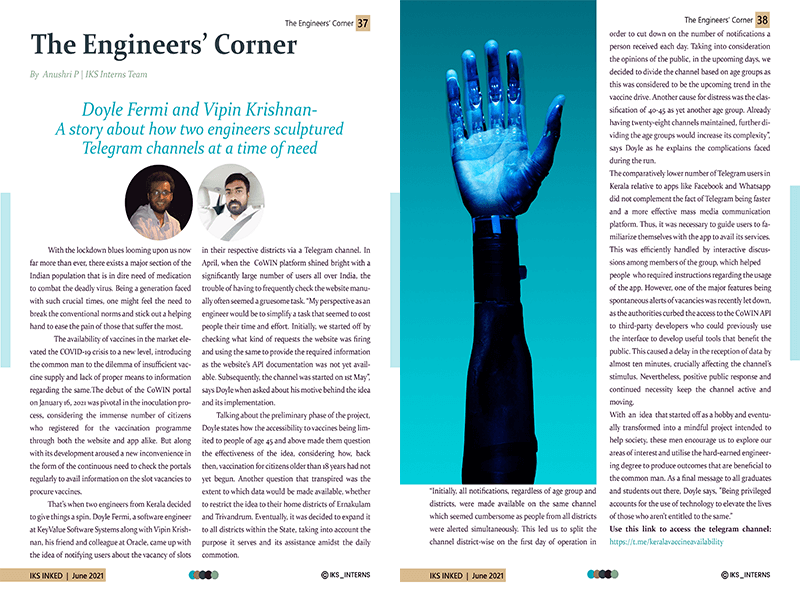 The Engineers' Corner 37
The Engineers' Corner
By Anushri P | IKS Interns Team
Doyle Fermi and Vipin Krishnan-
A story about how two engineers sculptured
Telegram channels at a time of need
With the lockdown blues looming upon us now
far more than ever, there exists a major section of the
Indian population that is in dire need of medication
to combat the deadly virus. Being a generation faced
with such crucial times, one might feel the need to
break the conventional norms and stick out a helping
hand to ease the pain of those that suffer the most.
The availability of vaccines in the market ele-
vated the COVID-19 crisis to a new level, introducing
the common man to the dilemma of insufficient vac-
cine supply and lack of proper means to information
regarding the same.The debut of the CoWIN portal
on January 16, 2021 was pivotal in the inoculation pro-
cess, considering the immense number of citizens
who registered for the vaccination programme
through both the website and app alike. But along
with its development aroused a new inconvenience in
the form of the continuous need to check the portals
regularly to avail information on the slot vacancies to
procure vaccines.
That's when two engineers from Kerala decided
to give things a spin. Doyle Fermi, a software engineer
at KeyValue Software Systems along with Vipin Krish-
nan, his friend and colleague at Oracle, came up with
the idea of notifying users about the vacancy of slots
in their respective districts via a Telegram channel. In
April, when the CoWIN platform shined bright with a
significantly large number of users all over India, the
trouble of having to frequently check the website manu-
ally often seemed a gruesome task. "My perspective as an
engineer would be to simplify a task that seemed to cost
people their time and effort. Initially, we started off by
checking what kind of requests the website was firing
and using the same to provide the required information
as the website's API documentation was not yet avail-
able. Subsequently, the channel was started on 1st May",
says Doyle when asked about his motive behind the idea
and its implementation.
Talking about the preliminary phase of the project,
Doyle states how the accessibility to vaccines being lim-
ited to people of age 45 and above made them question
the effectiveness of the idea, considering how, back
then, vaccination for citizens older than 18 years had not
yet begun. Another question that transpired was the
extent to which data would be made available, whether
to restrict the idea to their home districts of Ernakulam
and Trivandrum. Eventually, it was decided to expand it
to all districts within the State, taking into account the
purpose it serves and its assistance amidst the daily
commotion.
IKS INKED | June 2021
© IKS_INTERNS
The Engineers' Corner 38
"Initially, all notifications, regardless of age group and
districts, were made available on the same channel
which seemed cumbersome as people from all districts
were alerted simultaneously. This led us to split the
channel district-wise on the first day of operation in
order to cut down on the number of notifications a
person received each day. Taking into consideration
the opinions of the public, in the upcoming days, we
decided to divide the channel based on age groups as
this was considered to be the upcoming trend in the
vaccine drive. Another cause for distress was the clas-
sification of 40-45 as yet another age group. Already
having twenty-eight channels maintained, further di-
viding the age groups would increase its complexity",
says Doyle as he explains the complications faced
during the run.
The comparatively lower number of Telegram users in
Kerala relative to apps like Facebook and Whatsapp
did not complement the fact of Telegram being faster
and a more effective mass media communication
platform. Thus, it was necessary to guide users to fa-
miliarize themselves with the app to avail its services.
This was efficiently handled by interactive discus-
sions among members of the group, which helped
people who required instructions regarding the usage
of the app. However, one of the major features being
spontaneous alerts of vacancies was recently let down,
as the authorities curbed the access to the CoWIN API
to third-party developers who could previously use
the interface to develop useful tools that benefit the
public. This caused a delay in the reception of data by
almost ten minutes, crucially affecting the channel's
stimulus. Nevertheless, positive public response and
continued necessity keep the channel active and
moving.
With an idea that started off as a hobby and eventu-
ally transformed into a mindful project intended to
help society, these men encourage us to explore our
areas of interest and utilise the hard-earned engineer-
ing degree to produce outcomes that are beneficial to
the common man. As a final message to all graduates
and students out there, Doyle says, "Being privileged
accounts for the use of technology to elevate the lives
of those who aren't entitled to the same."
Use this link to access the telegram channel:
https://t.me/keralavaccineavailability
IKS INKED | June 2021
© IKS_INTERNS